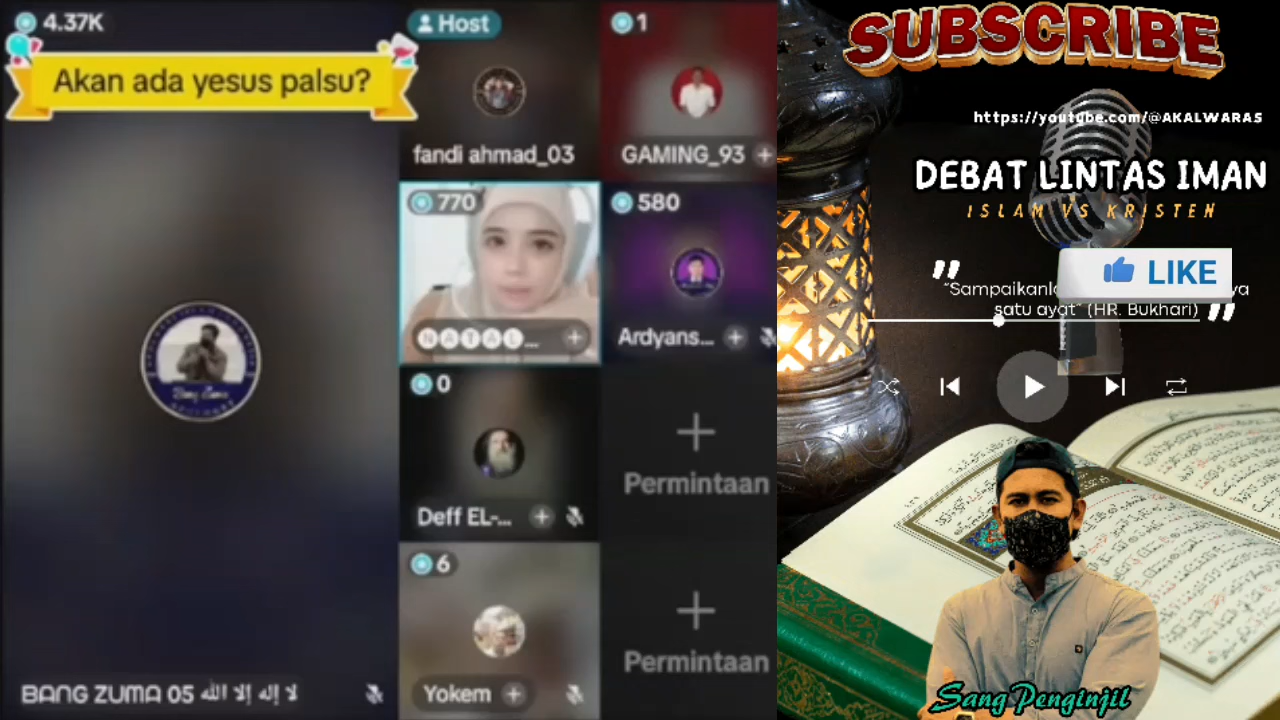 4.37K
Akan ada yesus palsu?
BANG ZUMA 05 لا إله إلا الله
Host
fandi ahmad_03
1
GAMING_93 +
770
NATAL... +
580
Ardyans... +
0
Deff EL-... +
6
Yokem +
Permintaan
Permintaan
SUBSCRIBE
https://youtube.com/@AKALWARAS
DEBAT LINTAS IMAN
ISLAM VS KRISTEN
LIKE
"Sampaikanla
satu ayat" (HR. Bukhari)
Sang Penginjil